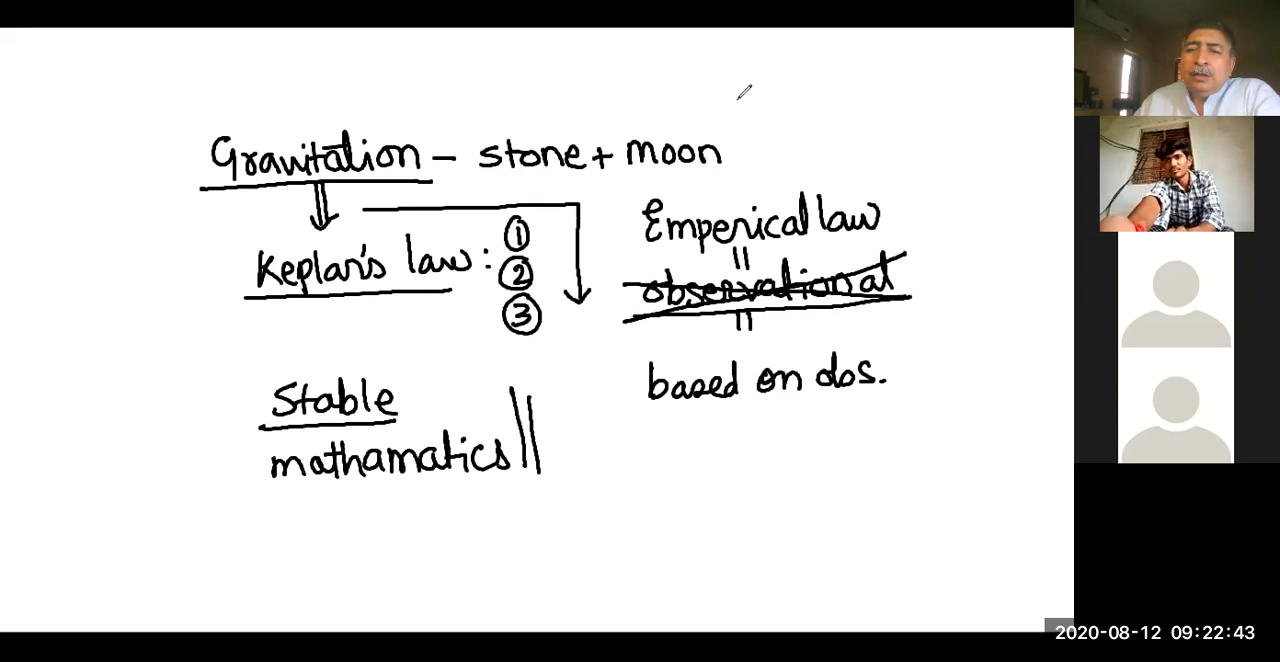 Gravitation – stone + moon
Keplar's law : ① ② ③
Emperical law
||
observational
||
based on dos.
Stable
mathamatics ||
2020-08-12 09:22:43